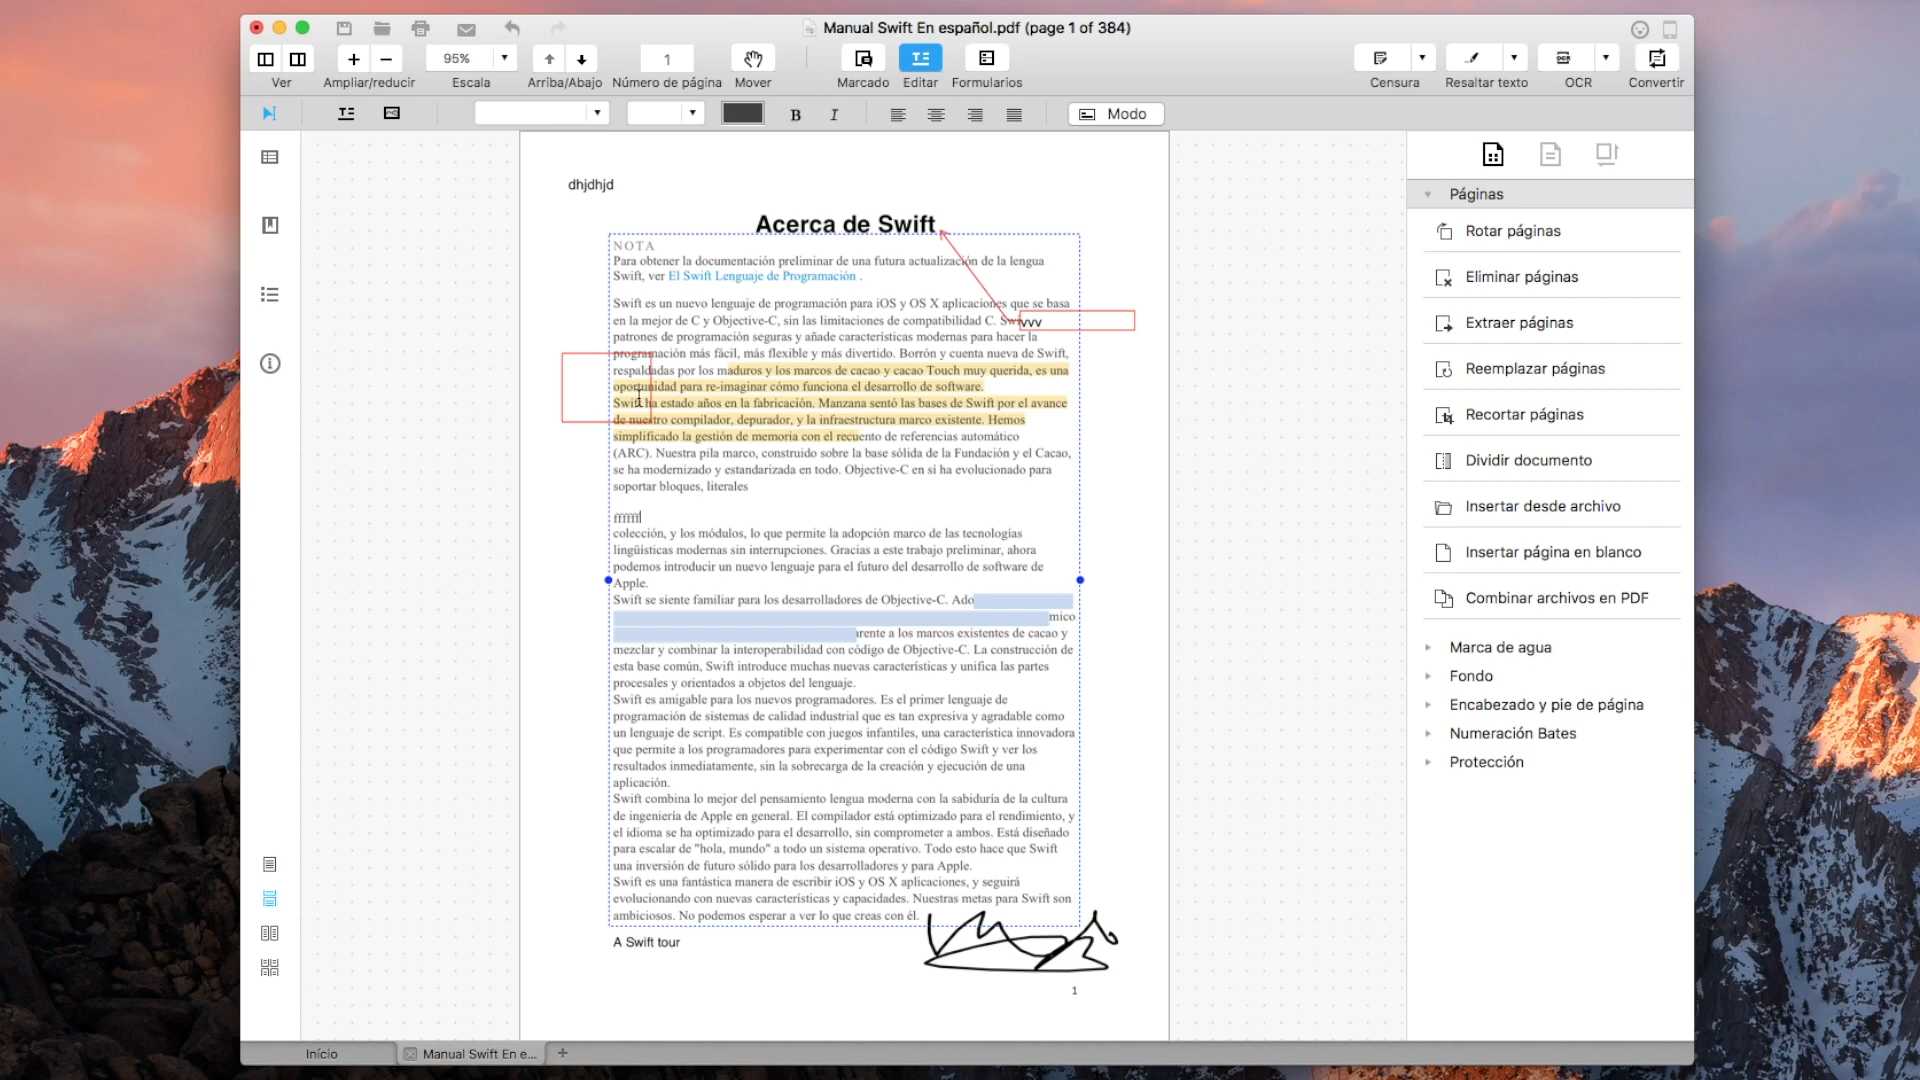 Manual Swift En español.pdf (page 1 of 384)
95%
1
Ver
Ampliar/reducir
Escala
Arriba/Abajo
Número de página
Mover
Marcado
Editar
Formularios
Censura
Resaltar texto
OCR
OCR
Convertir
B
I
Modo
dhjdhjd
Acerca de Swift
NOTA
Para obtener la documentación preliminar de una futura actualización de la lengua
Swift, ver El Swift Lenguaje de Programación .
Swift es un nuevo lenguaje de programación para iOS y OS X aplicaciones que se basa
en la mejor de C y Objective-C, sin las limitaciones de compatibilidad C.
vvv
patrones de programación seguras y añade características modernas para hacer la
programación más fácil, más flexible y más divertido. Borrón y cuenta nueva de Swift,
respaldadas por los maduros y los marcos de cacao y cacao Touch muy querida, es una
oportunidad para re-imaginar cómo funciona el desarrollo de software.
Swift ha estado años en la fabricación. Manzana sentó las bases de Swift por el avance
de nuestro compilador, depurador, y la infraestructura marco existente. Hemos
simplificado la gestión de memoria con el recuento de referencias automático
(ARC). Nuestra pila marco, construido sobre la base sólida de la Fundación y el Cacao,
se ha modernizado y estandarizada en todo. Objective-C en sí ha evolucionado para
soportar bloques, literales
colección, y los módulos, lo que permite la adopción marco de las tecnologías
lingüísticas modernas sin interrupciones. Gracias a este trabajo preliminar, ahora
podemos introducir un nuevo lenguaje para el futuro del desarrollo de software de
Apple.
Swift se siente familiar para los desarrolladores de Objective-C. Ado
mico
rente a los marcos existentes de cacao y
mezclar y combinar la interoperabilidad con código de Objective-C. La construcción de
esta base común, Swift introduce muchas nuevas características y unifica las partes
procesales y orientados a objetos del lenguaje.
Swift es amigable para los nuevos programadores. Es el primer lenguaje de
programación de sistemas de calidad industrial que es tan expresiva y agradable como
un lenguaje de script. Es compatible con juegos infantiles, una característica innovadora
que permite a los programadores para experimentar con el código Swift y ver los
resultados inmediatamente, sin la sobrecarga de la creación y ejecución de una
aplicación.
Swift combina lo mejor del pensamiento lengua moderna con la sabiduría de la cultura
de ingeniería de Apple en general. El compilador está optimizado para el rendimiento, y
el idioma se ha optimizado para el desarrollo, sin comprometer a ambos. Está diseñado
para escalar de "hola, mundo" a todo un sistema operativo. Todo esto hace que Swift
una inversión de futuro sólido para los desarrolladores y para Apple.
Swift es una fantástica manera de escribir iOS y OS X aplicaciones, y seguirá
evolucionando con nuevas características y capacidades. Nuestras metas para Swift son
ambiciosos. No podemos esperar a ver lo que creas con él.
A Swift tour
1
Páginas
Rotar páginas
Eliminar páginas
Extraer páginas
Reemplazar páginas
Recortar páginas
Dividir documento
Insertar desde archivo
Insertar página en blanco
Combinar archivos en PDF
Marca de agua
Fondo
Encabezado y pie de página
Numeración Bates
Protección
Início
Manual Swift En e...